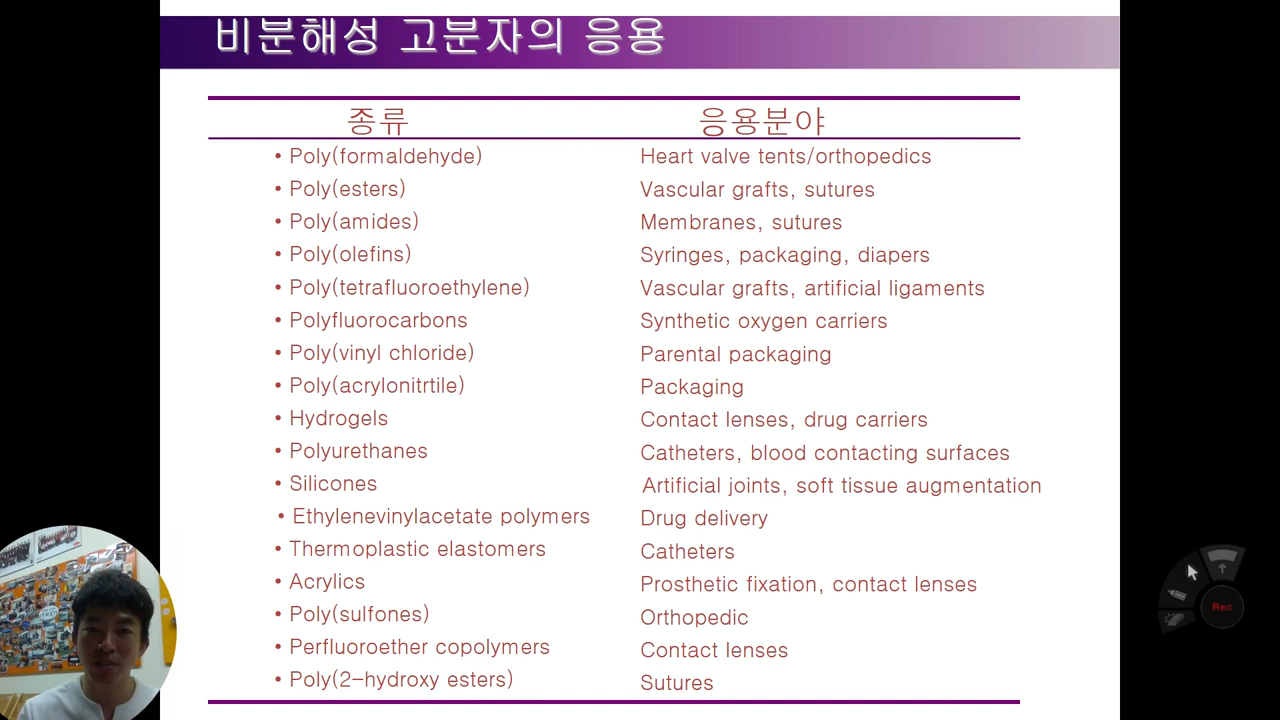 비분해성 고분자의 응용
종류 응용분야
• Poly(formaldehyde) Heart valve tents/orthopedics
• Poly(esters) Vascular grafts, sutures
• Poly(amides) Membranes, sutures
• Poly(olefins) Syringes, packaging, diapers
• Poly(tetrafluoroethylene) Vascular grafts, artificial ligaments
• Polyfluorocarbons Synthetic oxygen carriers
• Poly(vinyl chloride) Parental packaging
• Poly(acrylonitrtile) Packaging
• Hydrogels Contact lenses, drug carriers
• Polyurethanes Catheters, blood contacting surfaces
• Silicones Artificial joints, soft tissue augmentation
• Ethylenevinylacetate polymers Drug delivery
• Thermoplastic elastomers Catheters
• Acrylics Prosthetic fixation, contact lenses
• Poly(sulfones) Orthopedic
• Perfluoroether copolymers Contact lenses
• Poly(2-hydroxy esters) Sutures
Rec